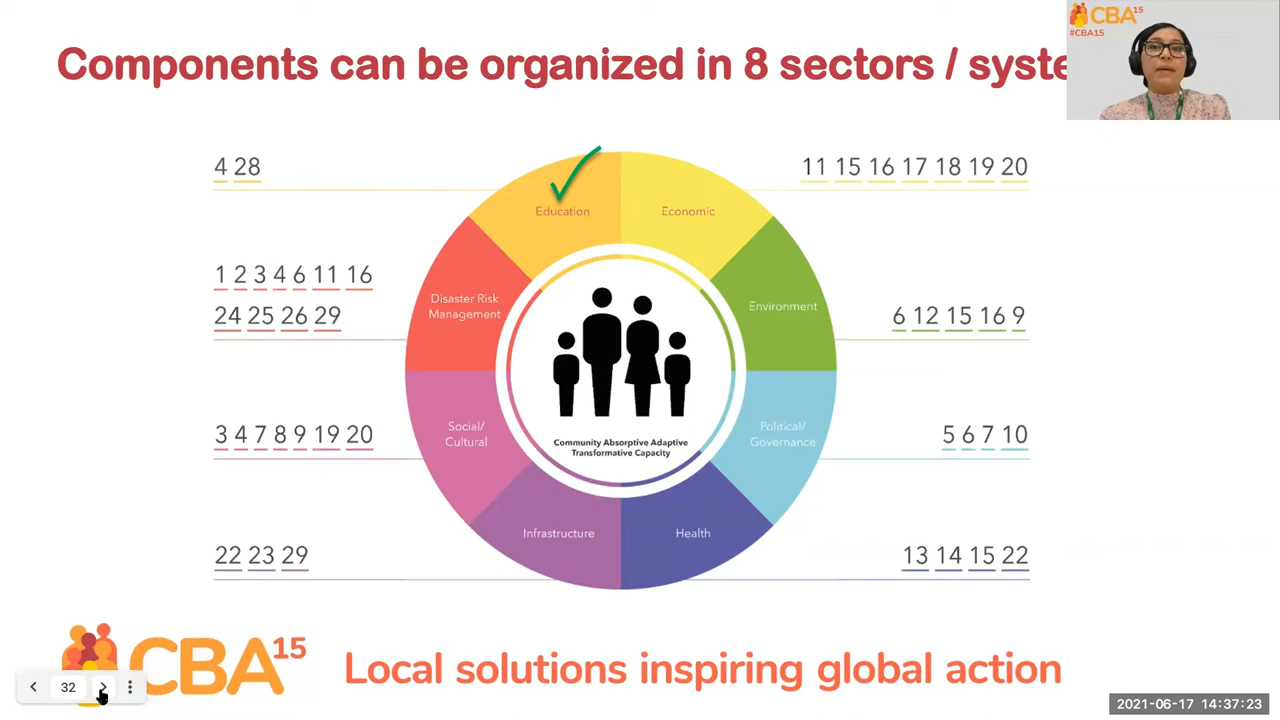 Components can be organized in 8 sectors / syste
CBA15
#CBA15
4 28
11 15 16 17 18 19 20
Education
Economic
1 2 3 4 6 11 16
24 25 26 29
Disaster Risk
Management
Environment
6 12 15 16 9
3 4 7 8 9 19 20
Social/
Cultural
Political/
Governance
5 6 7 10
Community Absorptive Adaptive
Transformative Capacity
22 23 29
Infrastructure
Health
13 14 15 22
CBA15
Local solutions inspiring global action
32
2021-06-17 14:37:23